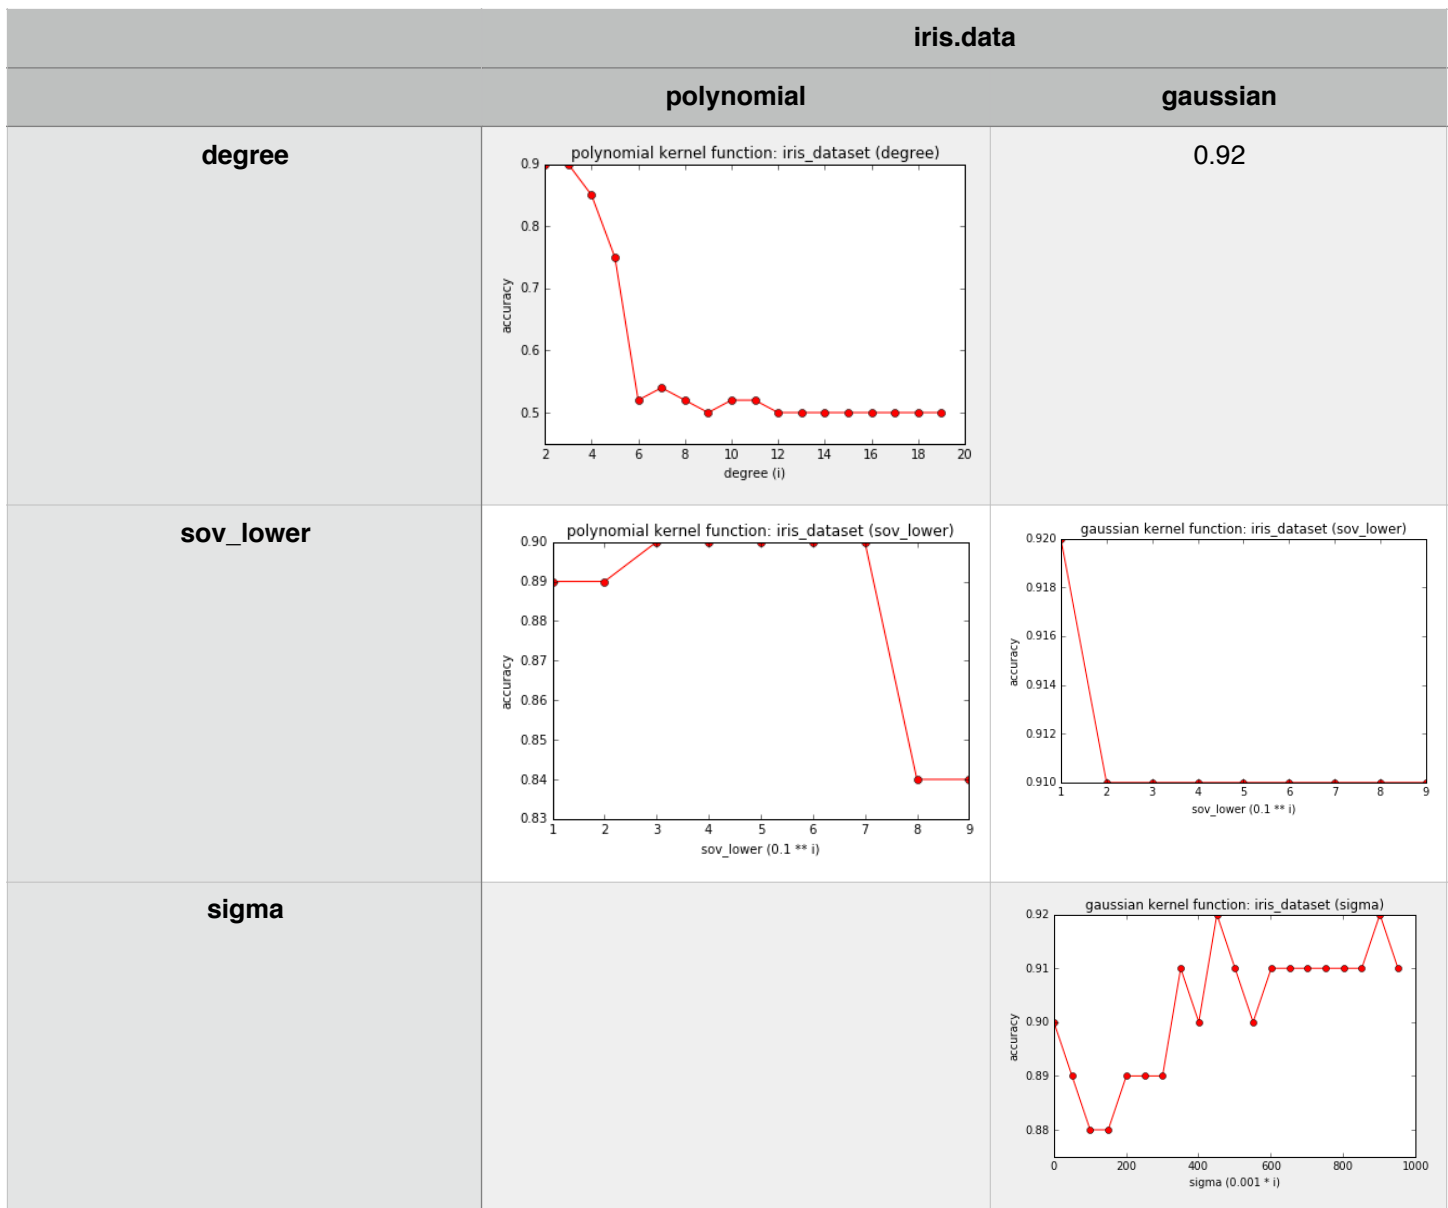 iris.data
polynomial gaussian
degree
polynomial kernel function: iris_dataset (degree)
0.9
0.8
0.7
0.6
0.5
accuracy
2 4 6 8 10 12 14 16 18 20
degree (i)
0.92
sov_lower
polynomial kernel function: iris_dataset (sov_lower)
0.90
0.89
0.88
0.87
0.86
0.85
0.84
0.83
accuracy
1 2 3 4 5 6 7 8 9
sov_lower (0.1 ** i)
gaussian kernel function: iris_dataset (sov_lower)
0.920
0.918
0.916
0.914
0.912
0.910
accuracy
1 2 3 4 5 6 7 8 9
sov_lower (0.1 ** i)
sigma
gaussian kernel function: iris_dataset (sigma)
0.92
0.91
0.90
0.89
0.88
accuracy
0 200 400 600 800 1000
sigma (0.001 * i)